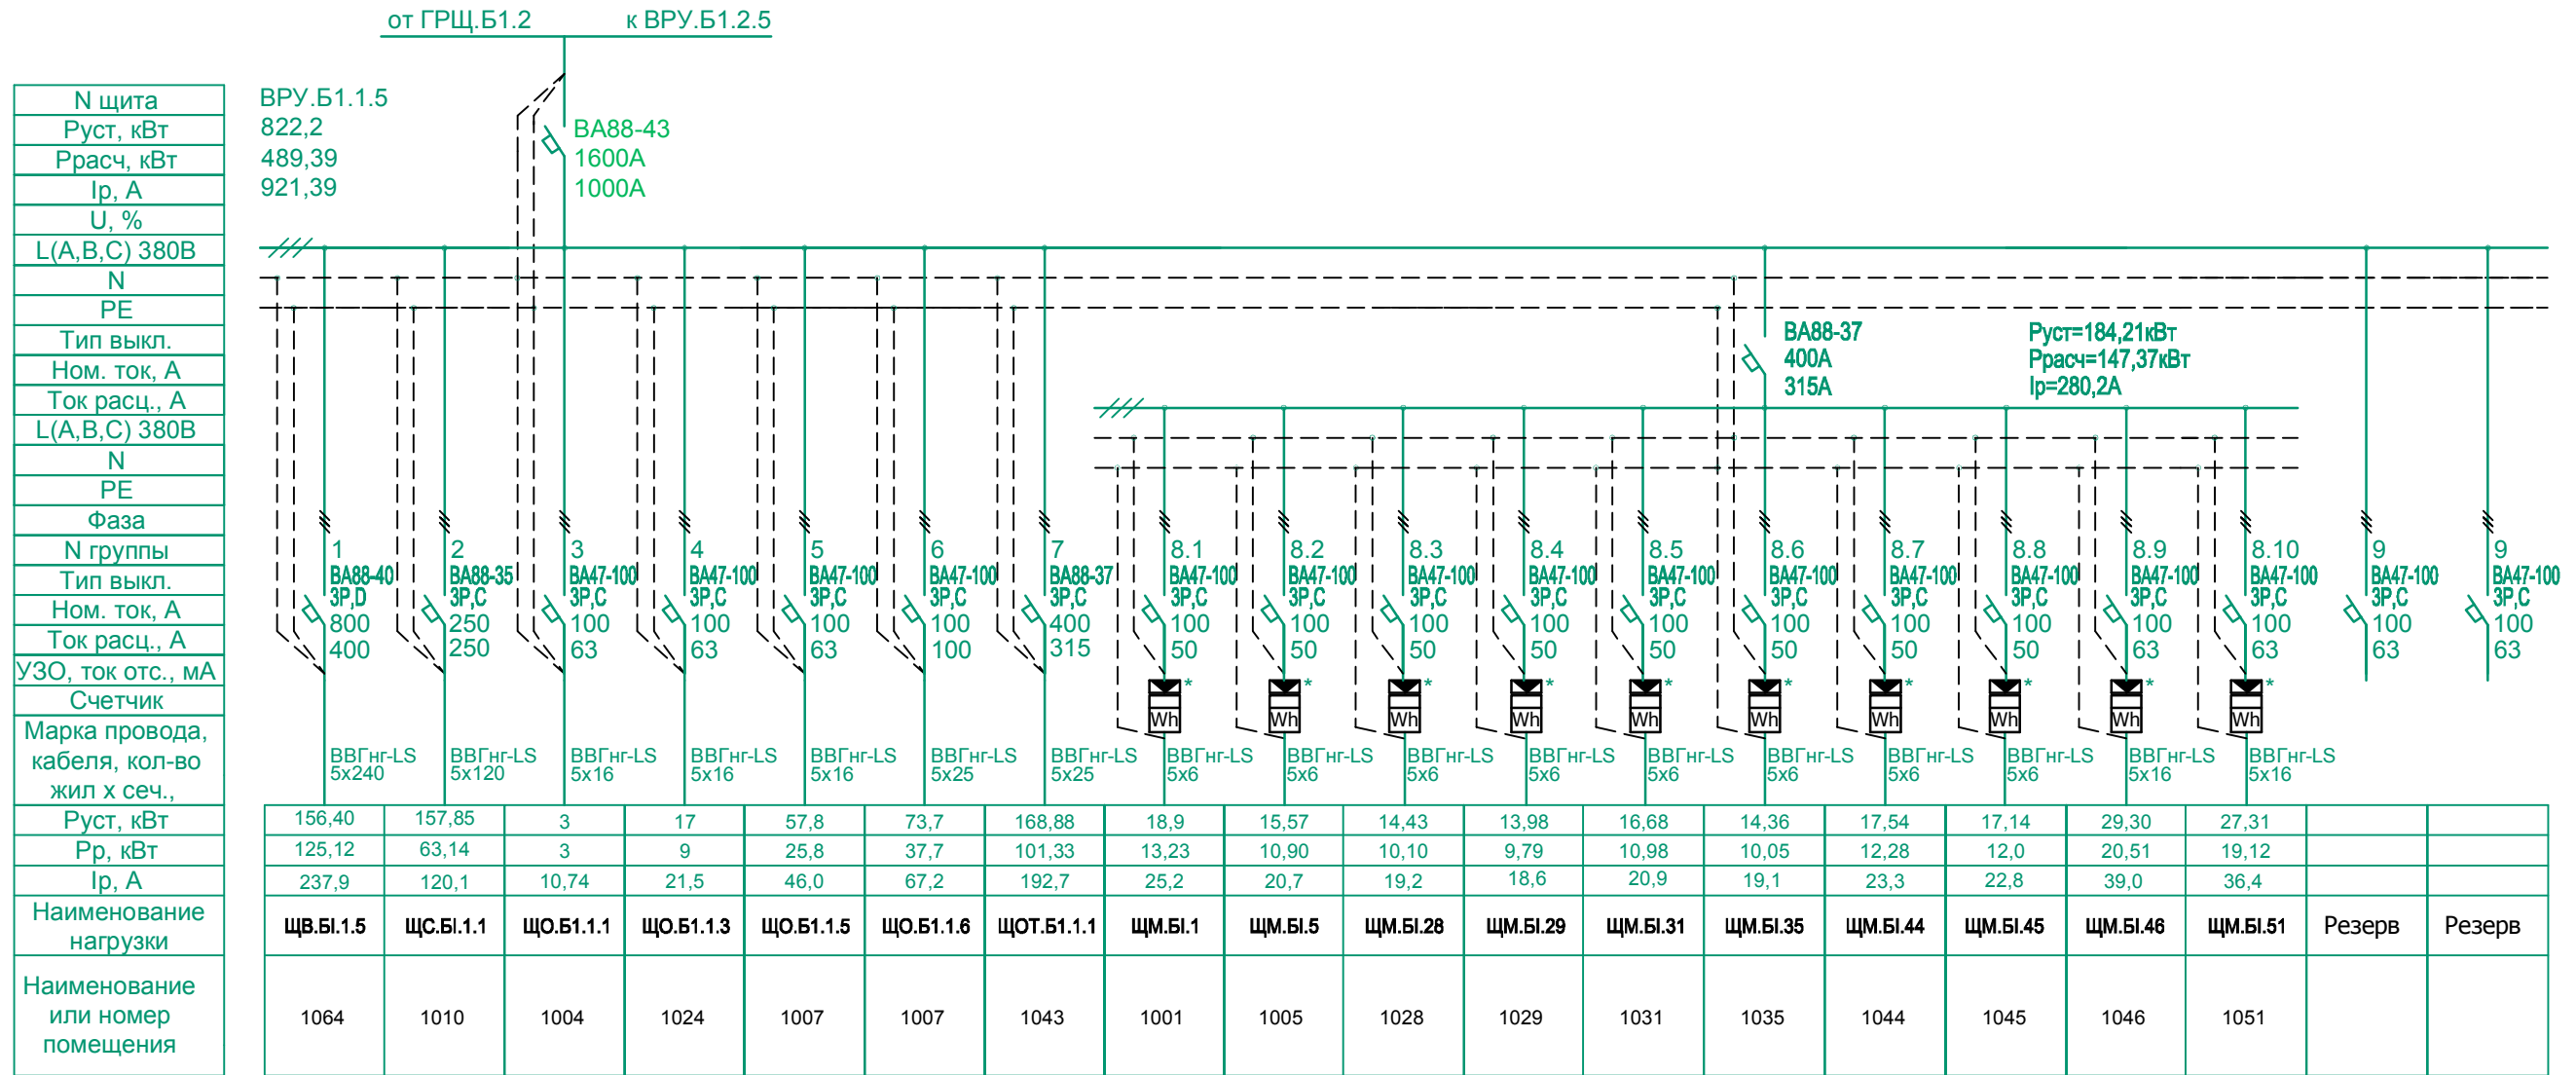 от ГРЩ.Б1.2 к ВРУ.Б1.2.5
N щита ВРУ.Б1.1.5
Руст, кВт 822,2 ВА88-43
Ррасч, кВт 489,39 1600А
Iр, А 921,39 1000А
U, %
L(A,B,C) 380В
N
PE
Тип выкл. ВА88-37 Руст=184,21кВт
Ном. ток, А 400А Ррасч=147,37кВт
Ток расц., А 315А Iр=280,2А
L(A,B,C) 380В
N
PE
Фаза
N группы 1 2 3 4 5 6 7 8.1 8.2 8.3 8.4 8.5 8.6 8.7 8.8 8.9 8.10 9 9
Тип выкл. ВА88-40 ВА88-35 ВА47-100 ВА47-100 ВА47-100 ВА47-100 ВА88-37 ВА47-100 ВА47-100 ВА47-100 ВА47-100 ВА47-100 ВА47-100 ВА47-100 ВА47-100 ВА47-100 ВА47-100 ВА47-100 ВА47-100
3P,D 3P,C 3P,C 3P,C 3P,C 3P,C 3P,C 3P,C 3P,C 3P,C 3P,C 3P,C 3P,C 3P,C 3P,C 3P,C 3P,C 3P,C 3P,C
Ном. ток, А 800 250 100 100 100 100 400 100 100 100 100 100 100 100 100 100 100 100 100
Ток расц., А 400 250 63 63 63 100 315 50 50 50 50 50 50 50 50 63 63 63 63
УЗО, ток отс., мА * * * * * * * * * *
Счетчик Wh Wh Wh Wh Wh Wh Wh Wh Wh Wh
Марка провода,
кабеля, кол-во ВВГнг-LS ВВГнг-LS ВВГнг-LS ВВГнг-LS ВВГнг-LS ВВГнг-LS ВВГнг-LS ВВГнг-LS ВВГнг-LS ВВГнг-LS ВВГнг-LS ВВГнг-LS ВВГнг-LS ВВГнг-LS ВВГнг-LS ВВГнг-LS ВВГнг-LS
жил х сеч., 5х240 5х120 5х16 5х16 5х16 5х25 5х25 5х6 5х6 5х6 5х6 5х6 5х6 5х6 5х6 5х16 5х16
Руст, кВт 156,40 157,85 3 17 57,8 73,7 168,88 18,9 15,57 14,43 13,98 16,68 14,36 17,54 17,14 29,30 27,31
Рр, кВт 125,12 63,14 3 9 25,8 37,7 101,33 13,23 10,90 10,10 9,79 10,98 10,05 12,28 12,0 20,51 19,12
Iр, А 237,9 120,1 10,74 21,5 46,0 67,2 192,7 25,2 20,7 19,2 18,6 20,9 19,1 23,3 22,8 39,0 36,4
Наименование
нагрузки ЩВ.БI.1.5 ЩС.БI.1.1 ЩО.Б1.1.1 ЩО.Б1.1.3 ЩО.Б1.1.5 ЩО.Б1.1.6 ЩОТ.Б1.1.1 ЩМ.БI.1 ЩМ.БI.5 ЩМ.БI.28 ЩМ.БI.29 ЩМ.БI.31 ЩМ.БI.35 ЩМ.БI.44 ЩМ.БI.45 ЩМ.БI.46 ЩМ.БI.51 Резерв Резерв
Наименование
или номер 1064 1010 1004 1024 1007 1007 1043 1001 1005 1028 1029 1031 1035 1044 1045 1046 1051
помещения